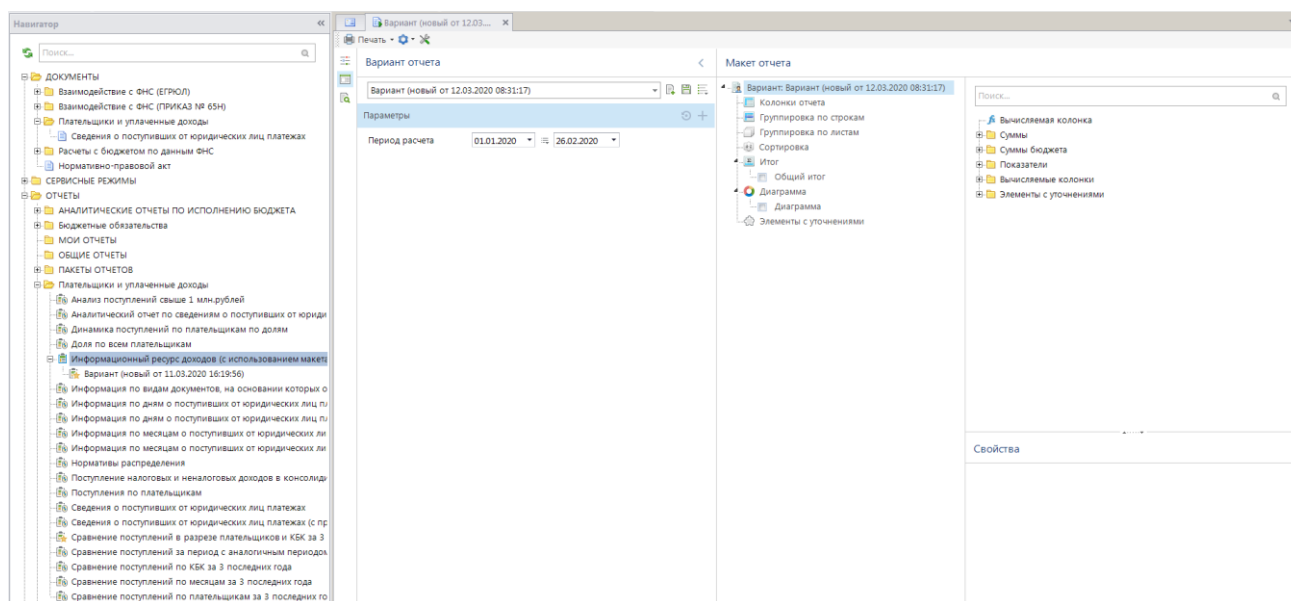 Навигатор
Поиск...
ДОКУМЕНТЫ
Взаимодействие с ФНС (ЕГРЮЛ)
Взаимодействие с ФНС (ПРИКАЗ № 65Н)
Плательщики и уплаченные доходы
Сведения о поступивших от юридических лиц платежах
Расчеты с бюджетом по данным ФНС
Нормативно-правовой акт
СЕРВИСНЫЕ РЕЖИМЫ
ОТЧЕТЫ
АНАЛИТИЧЕСКИЕ ОТЧЕТЫ ПО ИСПОЛНЕНИЮ БЮДЖЕТА
Бюджетные обязательства
МОИ ОТЧЕТЫ
ОБЩИЕ ОТЧЕТЫ
ПАКЕТЫ ОТЧЕТОВ
Плательщики и уплаченные доходы
Анализ поступлений свыше 1 млн.рублей
Аналитический отчет по сведениям о поступивших от юриди
Динамика поступлений по плательщикам по долям
Доля по всем плательщикам
Информационный ресурс доходов (с использованием макета
Вариант (новый от 11.03.2020 16:19:56)
Информация по видам документов, на основании которых о
Информация по дням о поступивших от юридических лиц пл
Информация по дням о поступивших от юридических лиц пл
Информация по месяцам о поступивших от юридических ли
Информация по месяцам о поступивших от юридических ли
Нормативы распределения
Поступление налоговых и неналоговых доходов в консолиди
Поступления по плательщикам
Сведения о поступивших от юридических лиц платежах
Сведения о поступивших от юридических лиц платежах (с пр
Сравнение поступлений в разрезе плательщиков и КБК за 3
Сравнение поступлений за период с аналогичным периодом
Сравнение поступлений по КБК за 3 последних года
Сравнение поступлений по месяцам за 3 последних года
Сравнение поступлений по плательщикам за 3 последних го
Вариант (новый от 12.03....
Печать
Вариант отчета
Вариант (новый от 12.03.2020 08:31:17)
Параметры
Период расчета 01.01.2020 26.02.2020
Макет отчета
Вариант: Вариант (новый от 12.03.2020 08:31:17)
Колонки отчета
Группировка по строкам
Группировка по листам
Сортировка
Итог
Общий итог
Диаграмма
Диаграмма
Элементы с уточнениями
Поиск...
Вычисляемая колонка
Суммы
Суммы бюджета
Показатели
Вычисляемые колонки
Элементы с уточнениями
Свойства